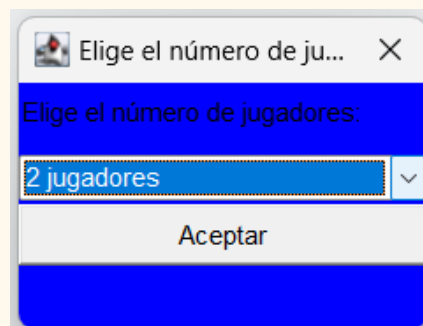 Elige el número de ju...
Elige el número de jugadores:
2 jugadores
Aceptar